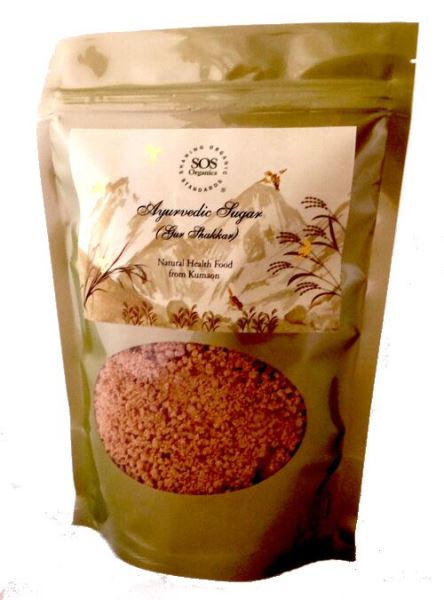 SHARING ORGANIC
SOS
Organics
STANDARDS ®
Ayurvedic Sugar
(Gur Shakkar)
Natural Health Food
from Kumaon